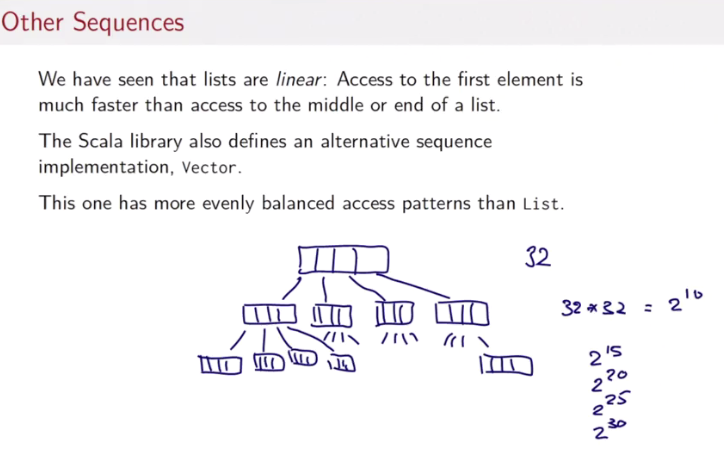 Other Sequences
We have seen that lists are linear: Access to the first element is
much faster than access to the middle or end of a list.
The Scala library also defines an alternative sequence
implementation, Vector.
This one has more evenly balanced access patterns than List.
32
32 * 32 = 2^10
2^15
2^20
2^25
2^30